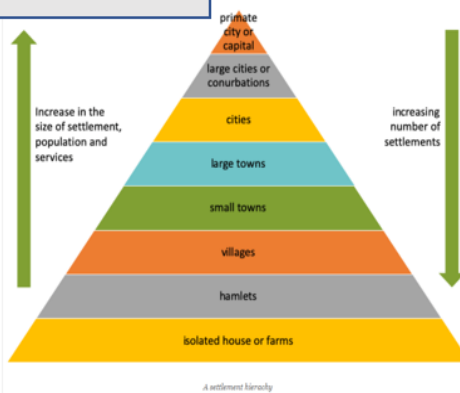 primate
city or
capital
large cities or
conurbations
Increase in the
size of settlement,
population and
services
increasing
number of
settlements
cities
large towns
small towns
villages
hamlets
isolated house or farms
A settlement hierachy